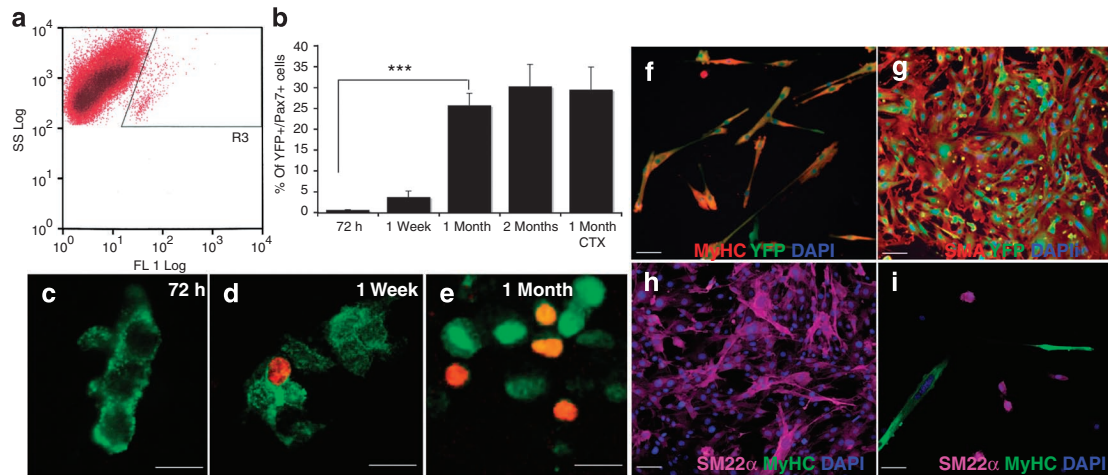 a
10⁴
10³
10²
10¹
10⁰
SS Log
R3
10⁰ 10¹ 10² 10³ 10⁴
FL 1 Log
b
40
35
30
25
20
15
10
5
0
% Of YFP+/Pax7+ cells
***
72 h 1 Week 1 Month 2 Months 1 Month
CTX
c 72 h
d 1 Week
e 1 Month
f
MyHC YFP DAPI
g
SMA YFP DAPI
h
SM22α MyHC DAPI
i
SM22α MyHC DAPI